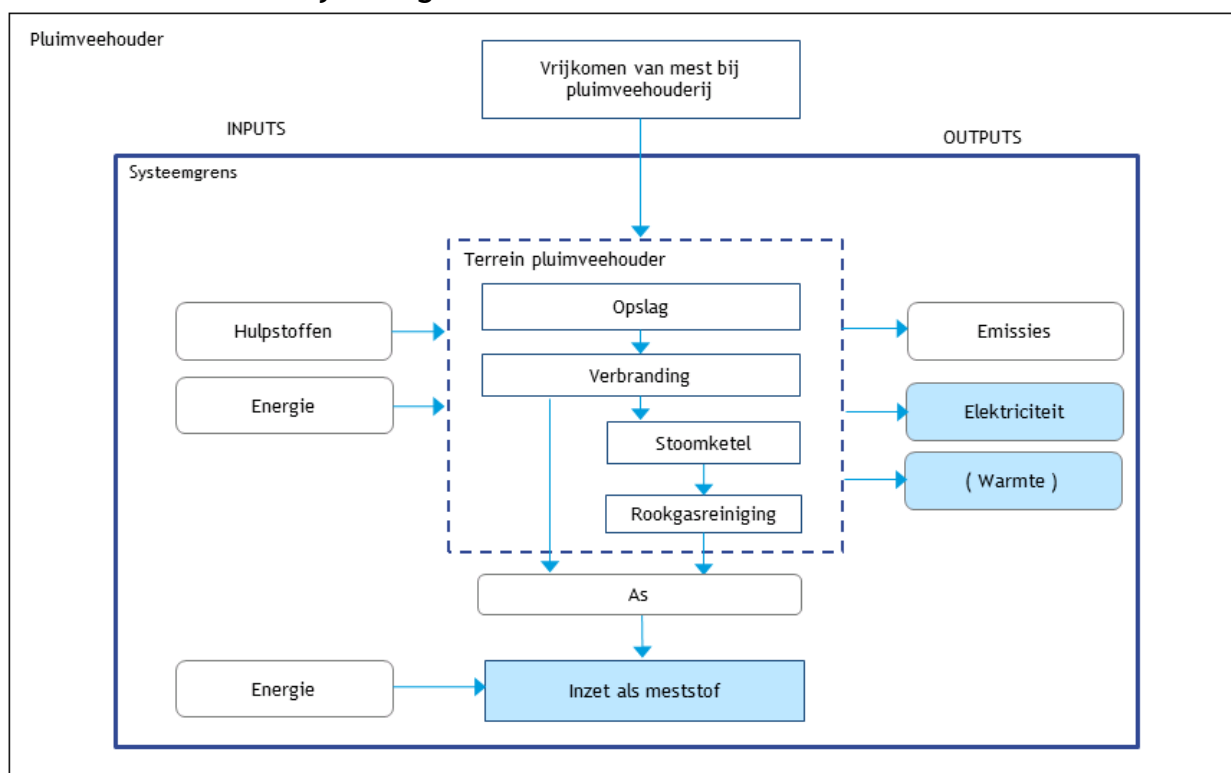 Pluimveehouder
Vrijkomen van mest bij
pluimveehouderij
INPUTS
OUTPUTS
Systeemgrens
Terrein pluimveehouder
Opslag
Hulpstoffen
Emissies
Verbranding
Energie
Elektriciteit
Stoomketel
( Warmte )
Rookgasreiniging
As
Energie
Inzet als meststof